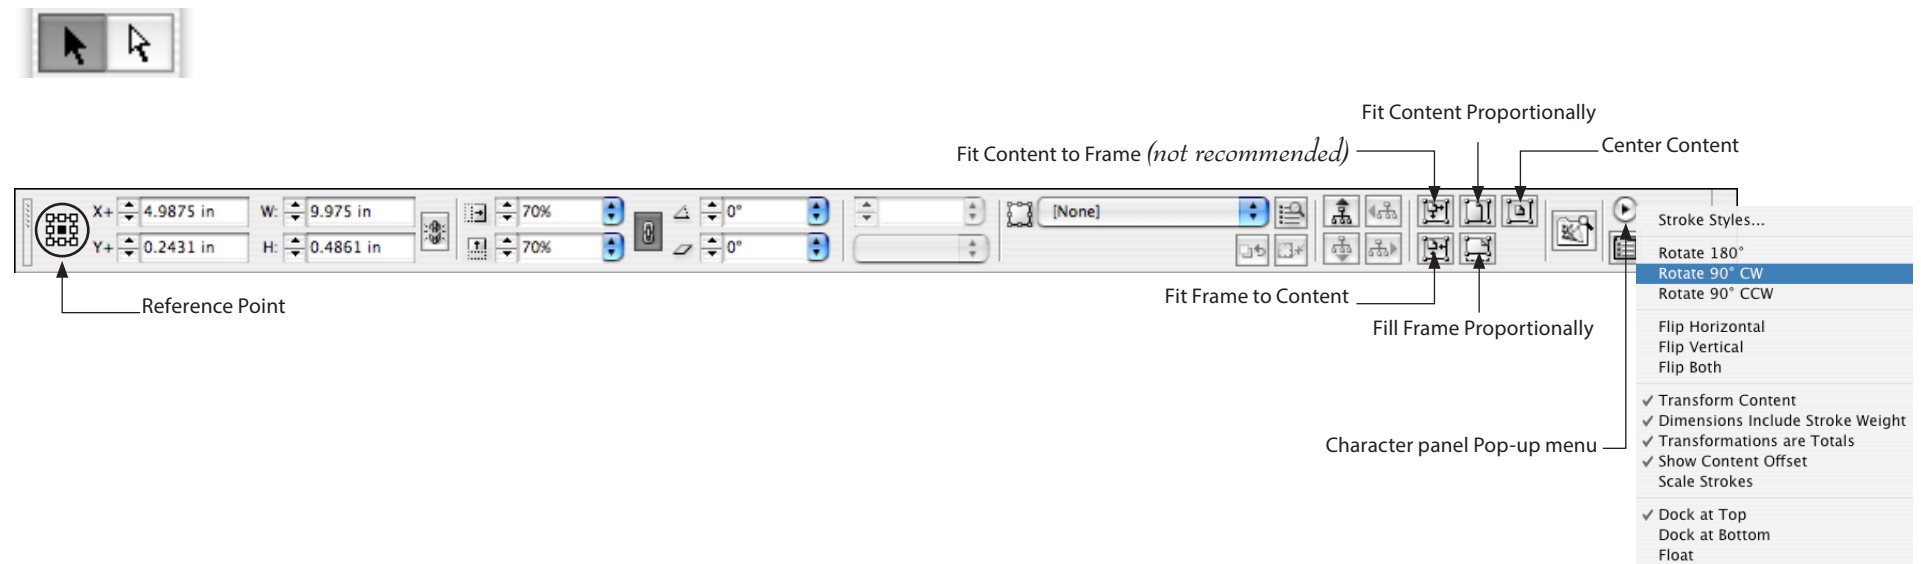 Fit Content Proportionally
Fit Content to Frame (not recommended)
Center Content
X+ 4.9875 in W: 9.975 in 70% 0° [None]
Y+ 0.2431 in H: 0.4861 in 70% 0°
Reference Point
Fit Frame to Content
Fill Frame Proportionally
Character panel Pop-up menu
Stroke Styles...
Rotate 180°
Rotate 90° CW
Rotate 90° CCW
Flip Horizontal
Flip Vertical
Flip Both
✓ Transform Content
✓ Dimensions Include Stroke Weight
✓ Transformations are Totals
✓ Show Content Offset
Scale Strokes
✓ Dock at Top
Dock at Bottom
Float